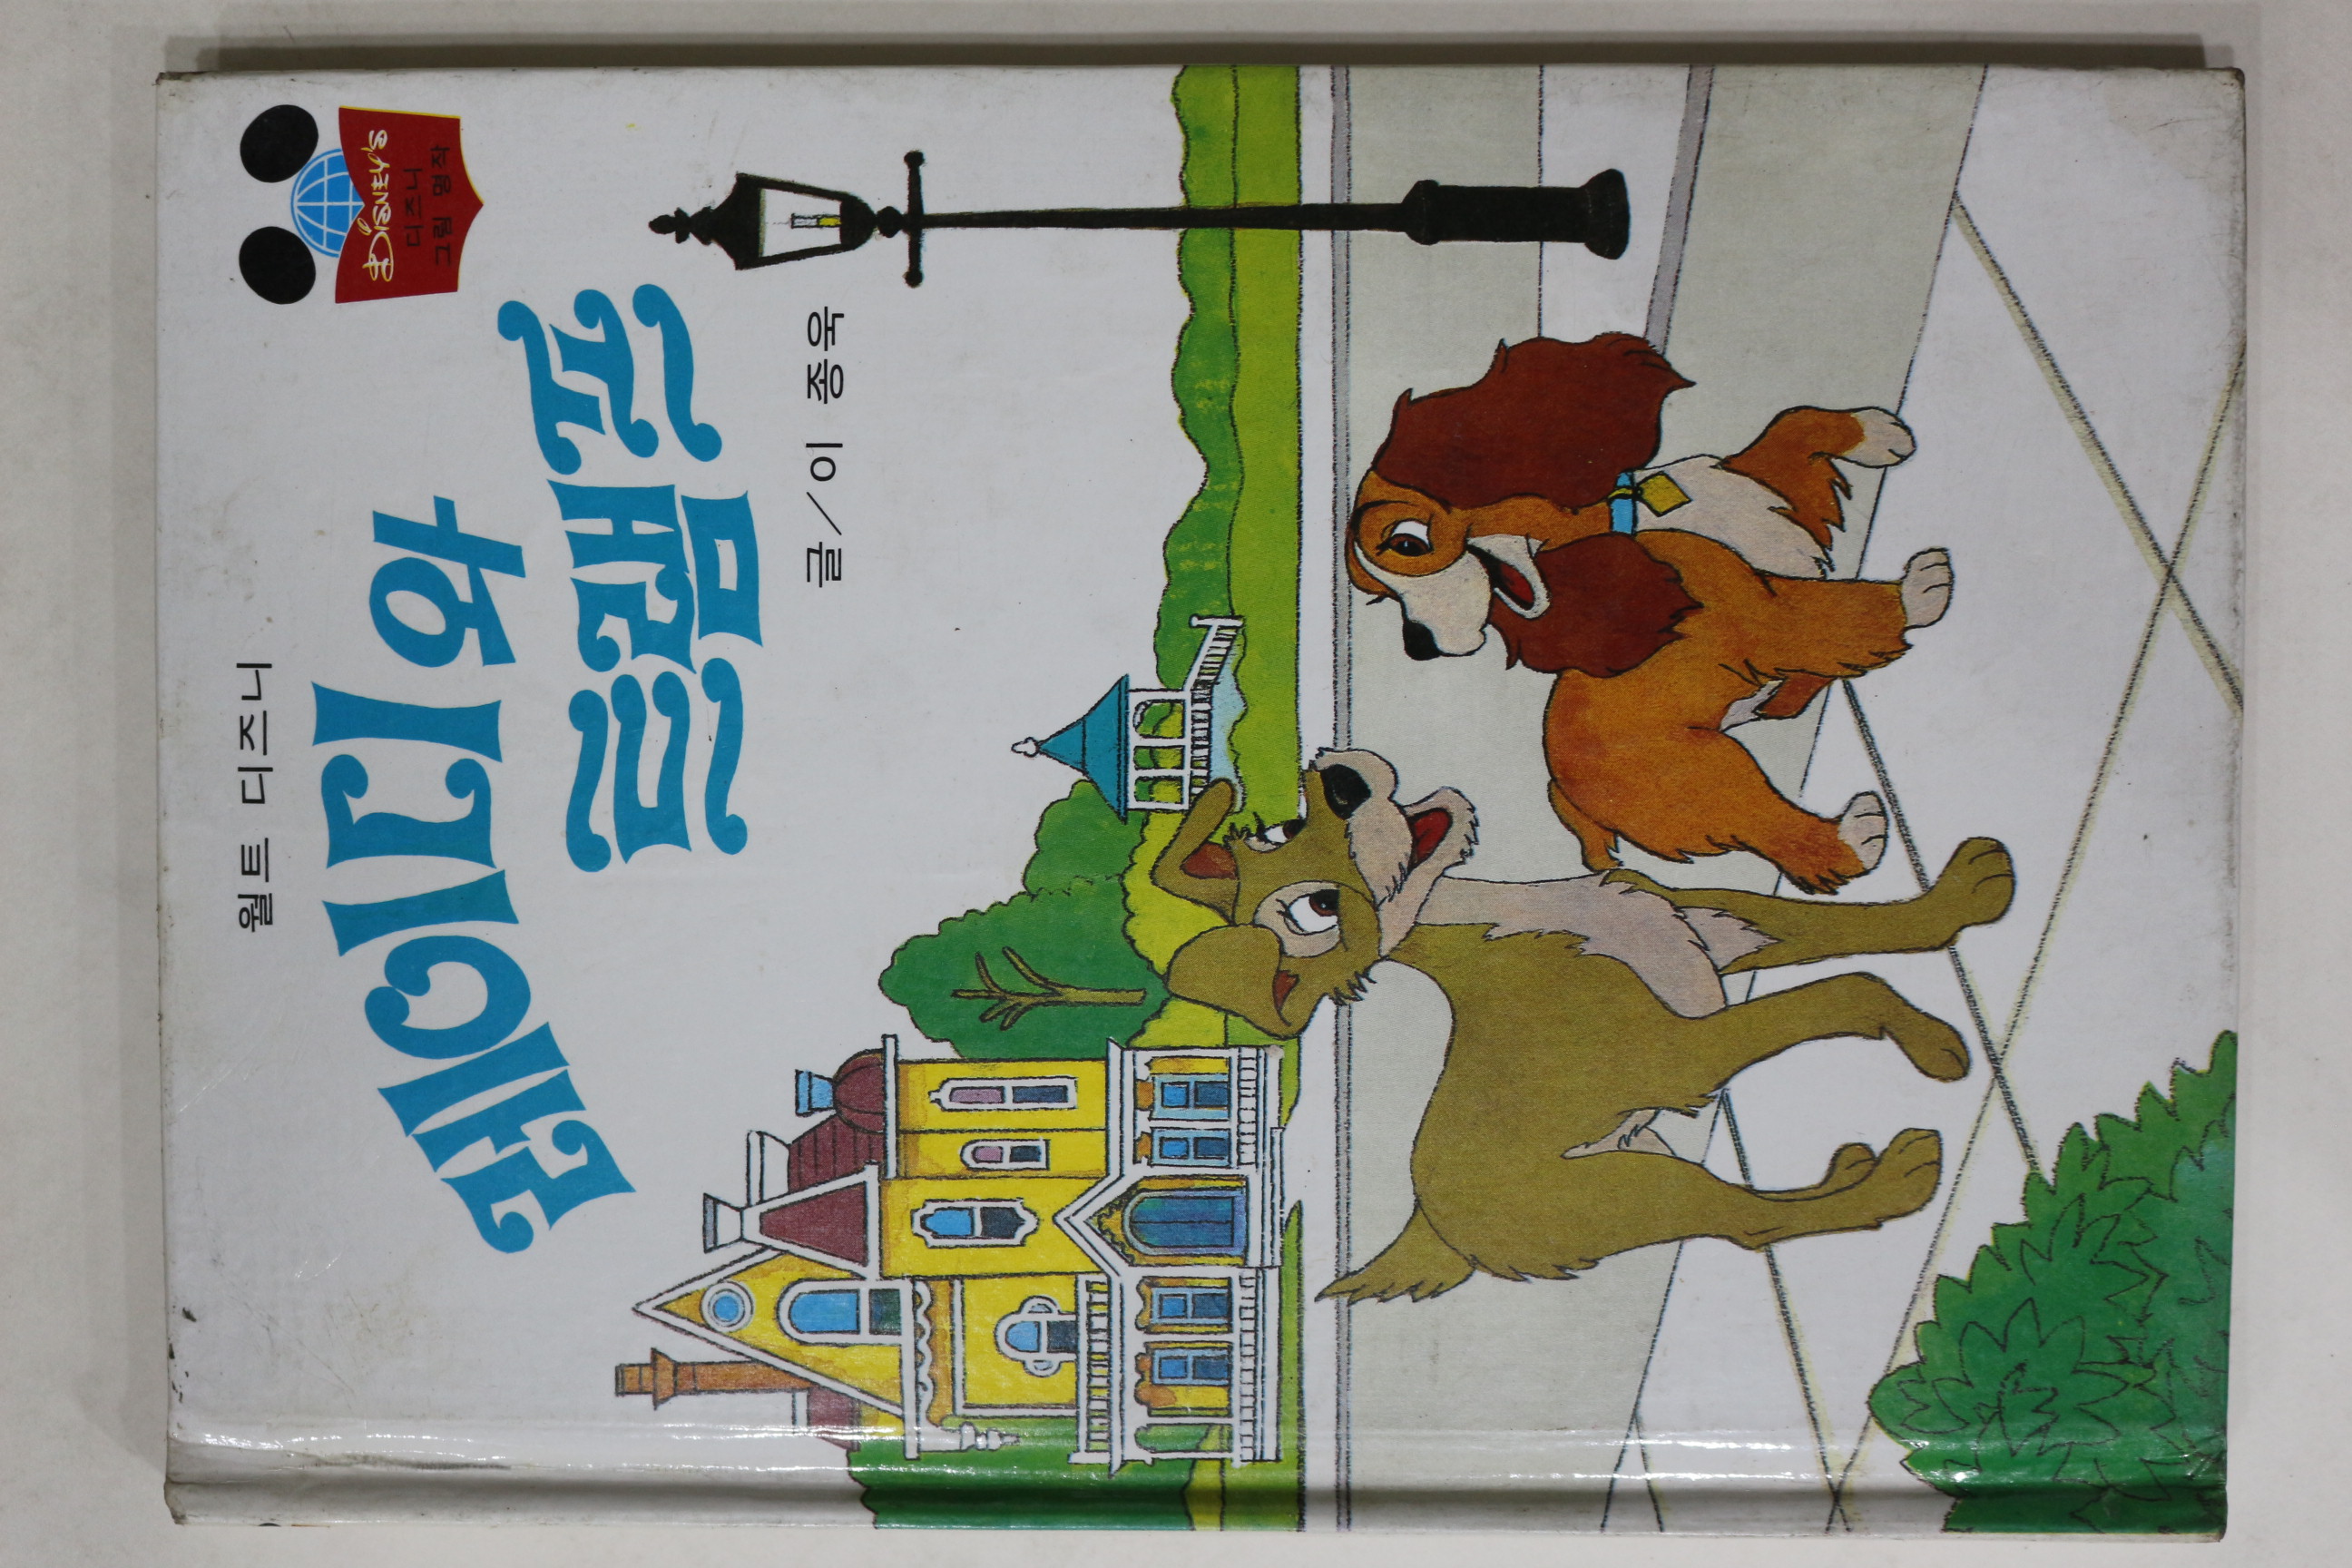 DISNEY'S
디즈니
그림 명작
월트 디즈니
레이디와
트램프
글/이 종욱